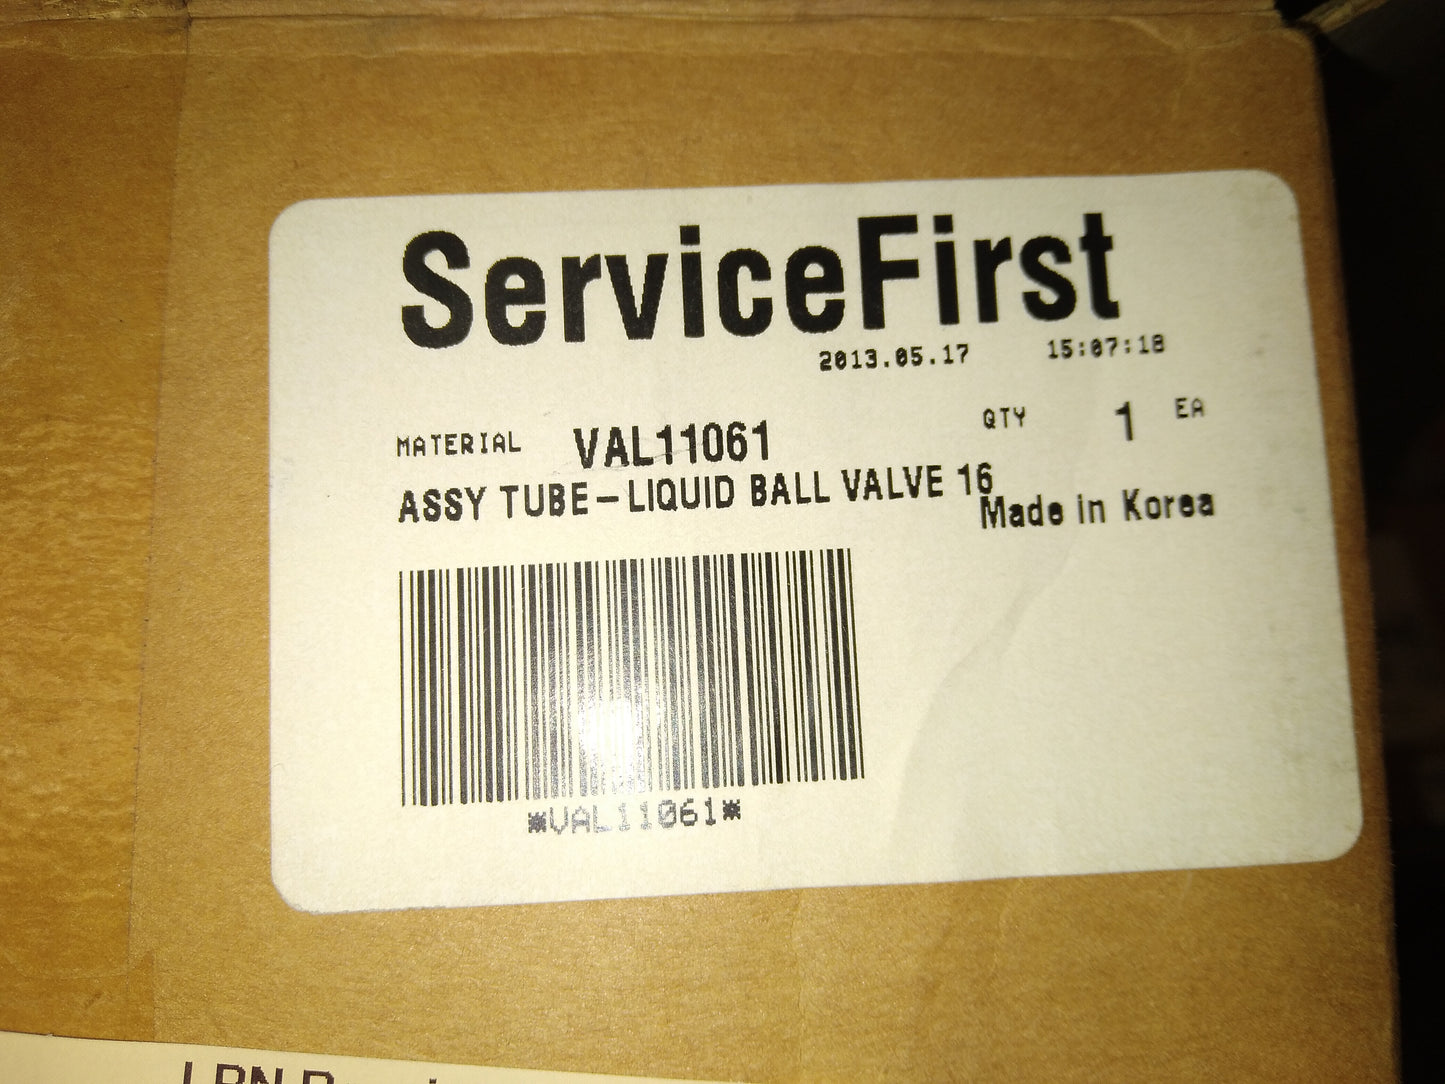 ServiceFirst
2013.05.17 15:07:18
MATERIAL VAL11061 QTY 1 EA
ASSY TUBE-LIQUID BALL VALVE 16
Made in Korea
*VAL11061*